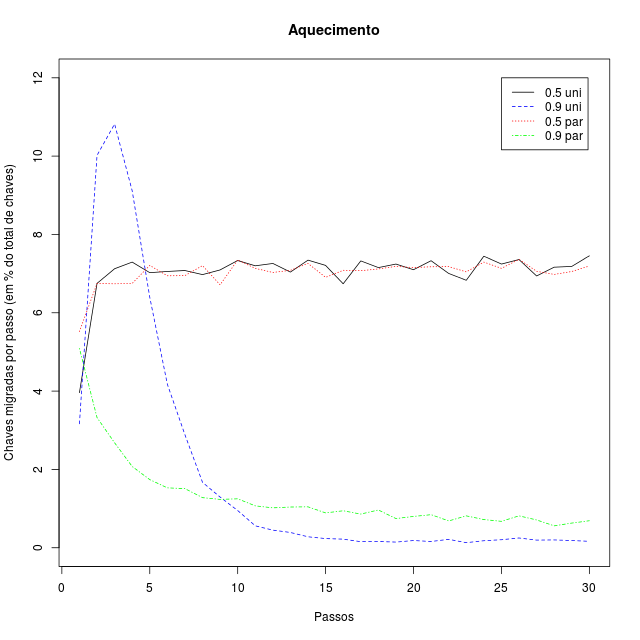 Aquecimento
Chaves migradas por passo (em % do total de chaves)
12
10
8
6
4
2
0
0.5 uni
0.9 uni
0.5 par
0.9 par
0 5 10 15 20 25 30
Passos